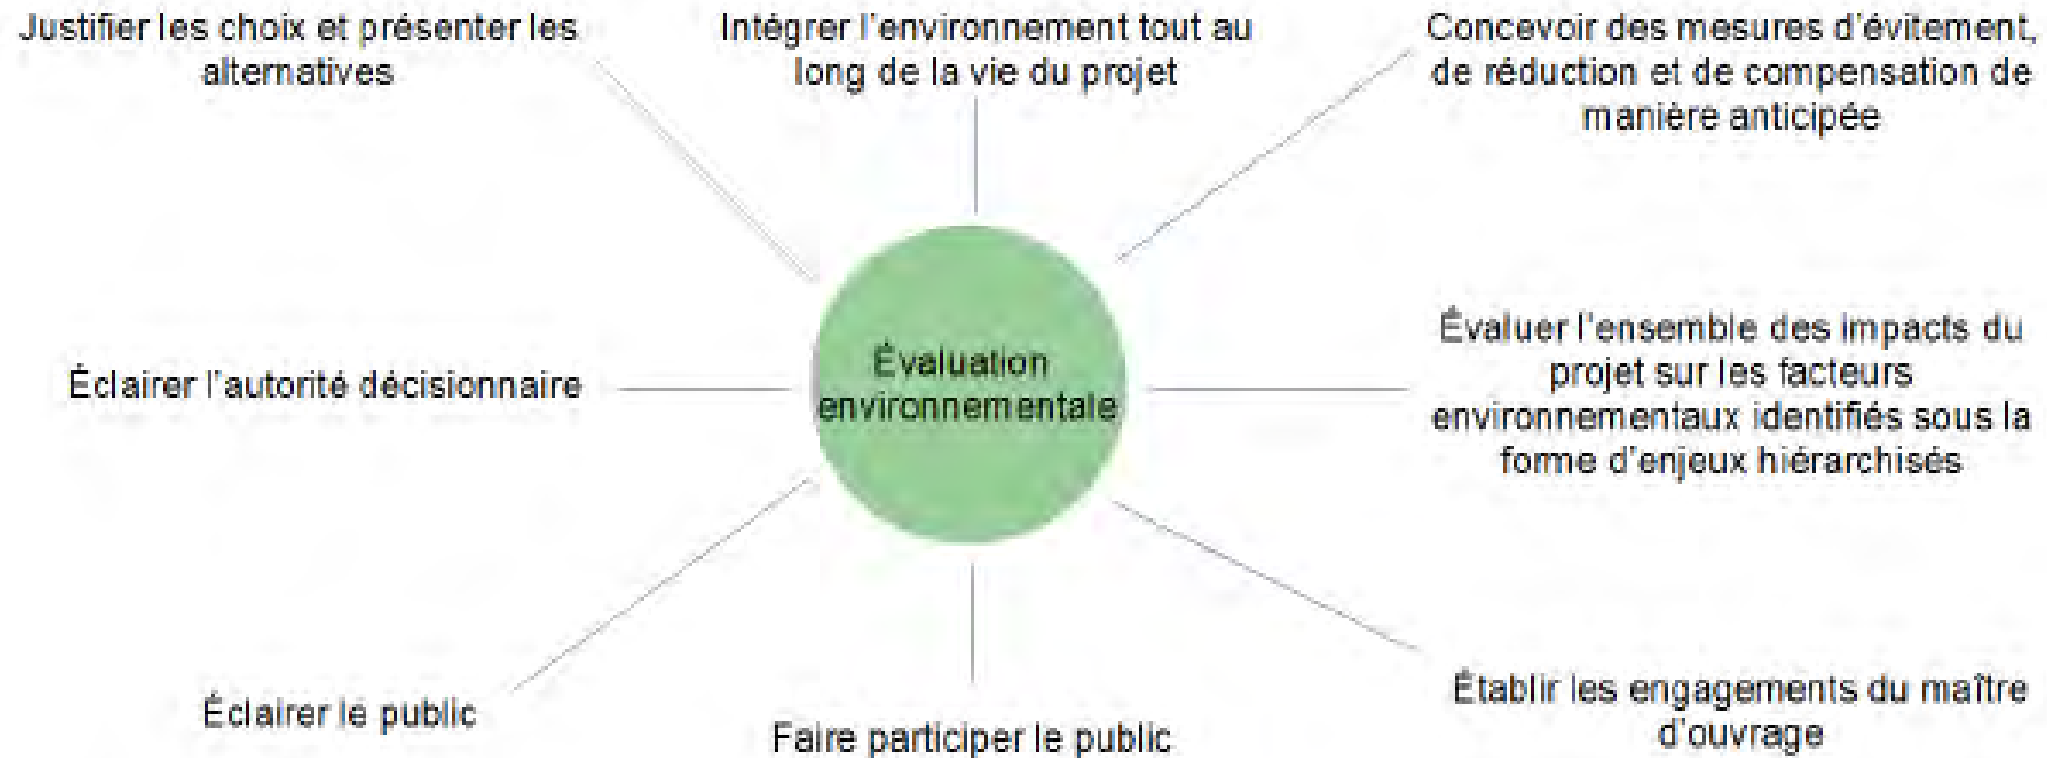 Justifier les choix et présenter les
alternatives
Intégrer l'environnement tout au
long de la vie du projet
Concevoir des mesures d'évitement,
de réduction et de compensation de
manière anticipée
Éclairer l'autorité décisionnaire
Évaluation
environnementale
Évaluer l'ensemble des impacts du
projet sur les facteurs
environnementaux identifiés sous la
forme d'enjeux hiérarchisés
Éclairer le public
Faire participer le public
Établir les engagements du maître
d'ouvrage